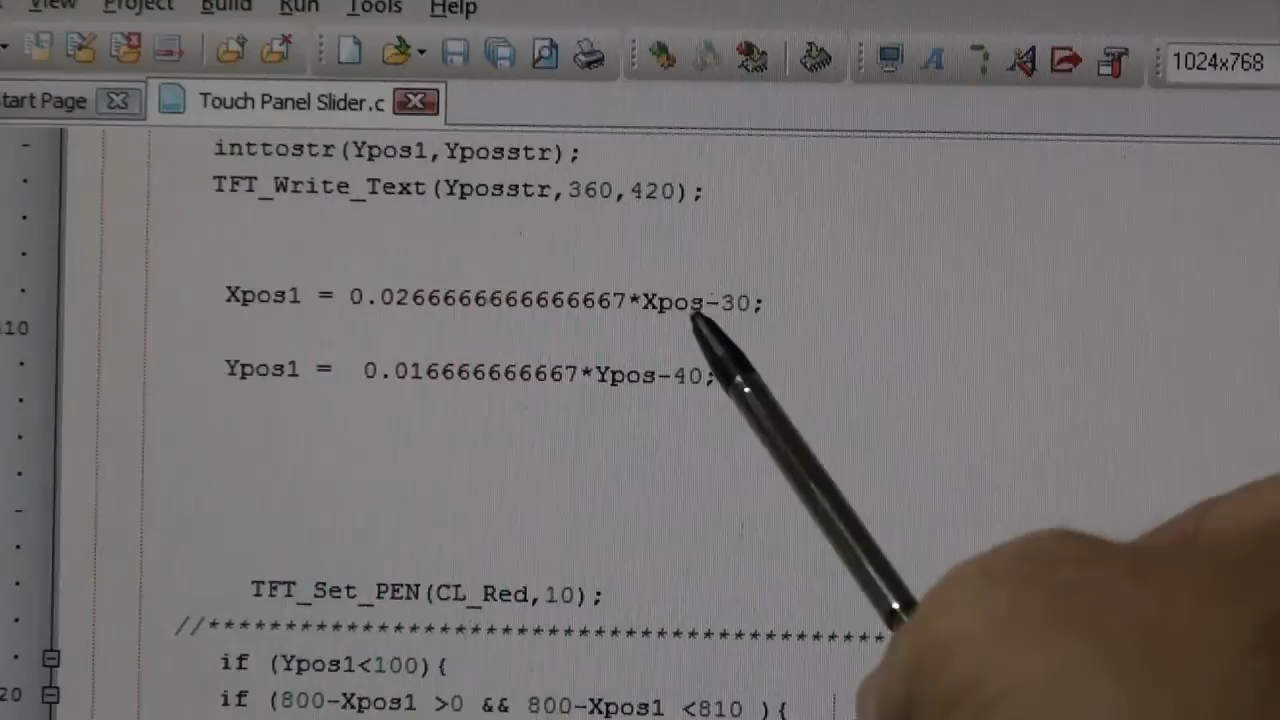 View Project Build Run Tools Help
1024x768
tart Page Touch Panel Slider.c
inttostr(Ypos1,Yposstr);
TFT_Write_Text(Yposstr,360,420);
Xpos1 = 0.0266666666666667*Xpos-30;
10
Ypos1 = 0.016666666667*Ypos-40;
TFT_Set_PEN(CL_Red,10);
//********************************************
if (Ypos1<100){
20 if (800-Xpos1 >0 && 800-Xpos1 <810 ){